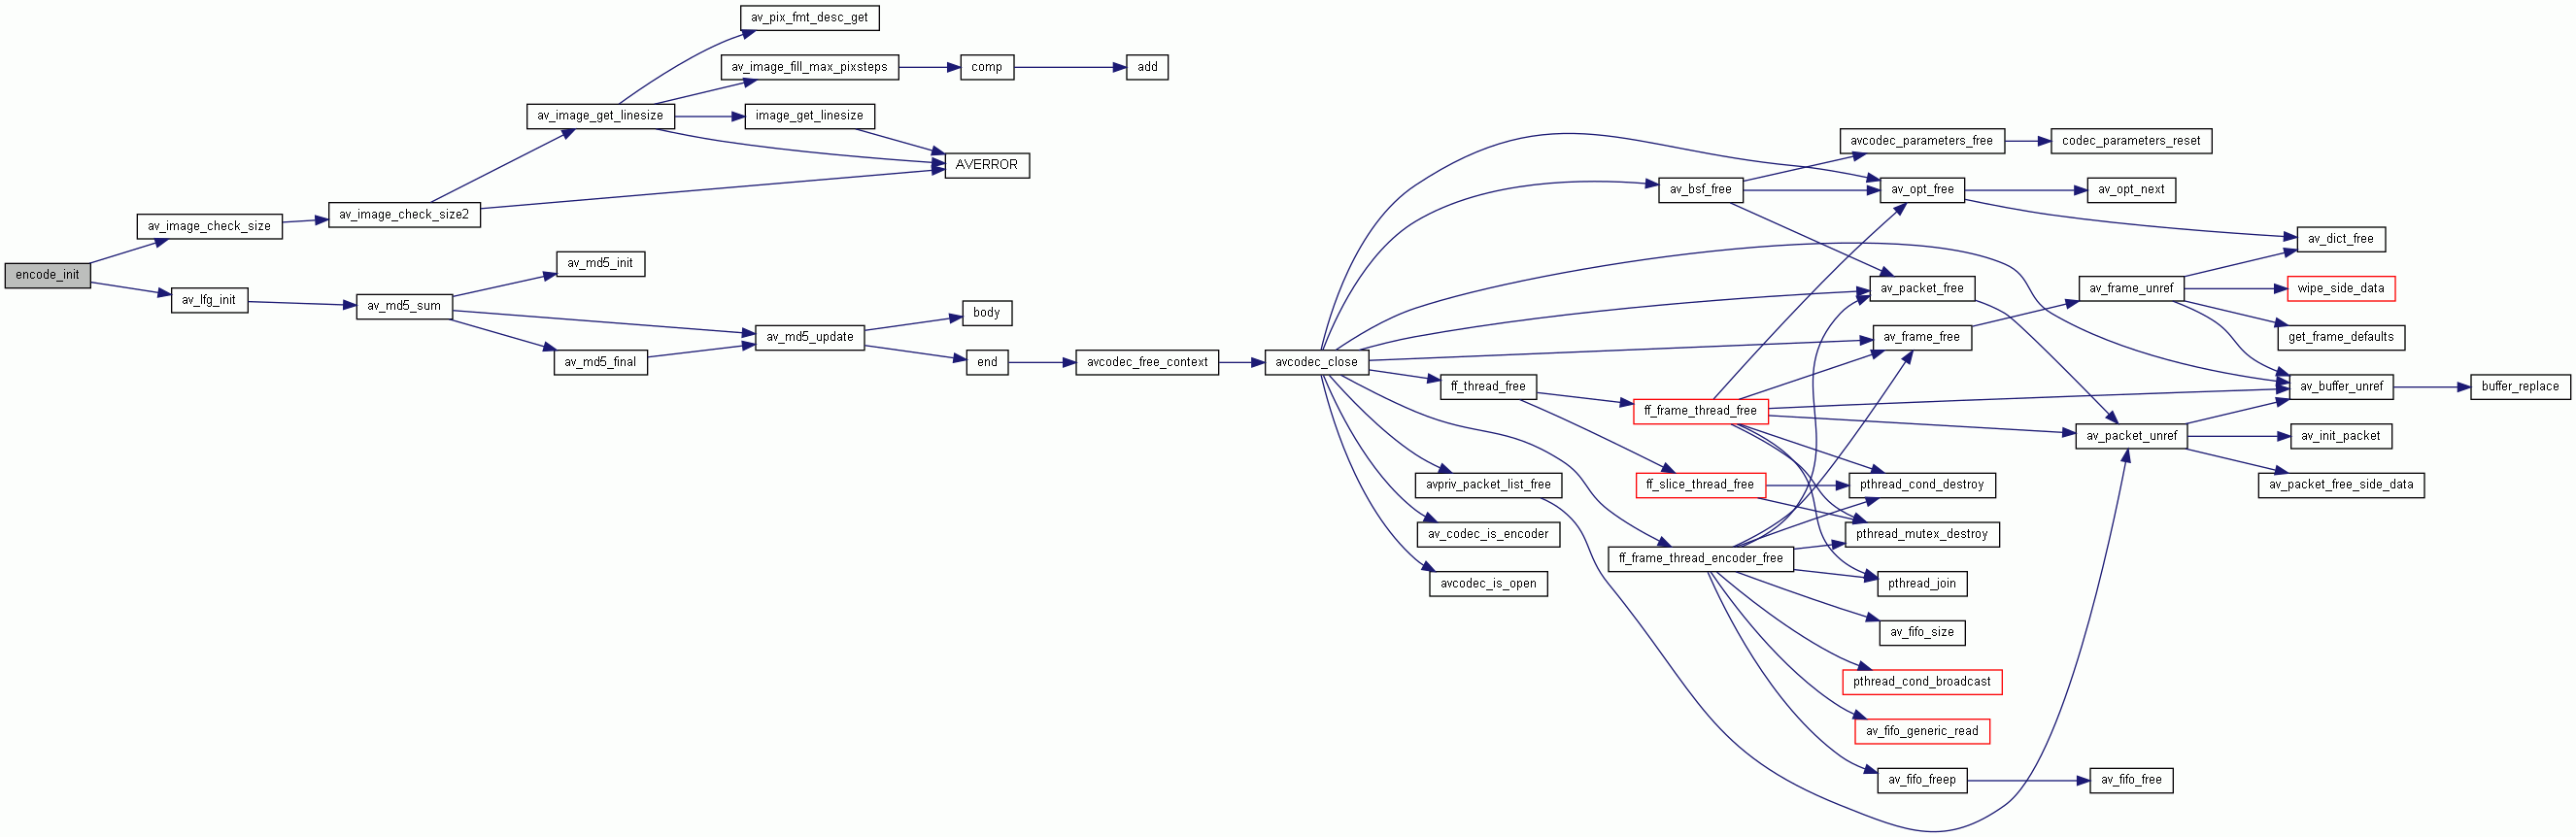 av_pix_fmt_desc_get
av_image_fill_max_pixsteps
comp
add
av_image_get_linesize
image_get_linesize
AVERROR
av_image_check_size2
av_image_check_size
encode_init
av_lfg_init
av_md5_init
av_md5_sum
av_md5_update
av_md5_final
body
end
avcodec_free_context
avcodec_close
avcodec_parameters_free
codec_parameters_reset
av_bsf_free
av_opt_free
av_opt_next
av_dict_free
av_packet_free
av_frame_unref
wipe_side_data
get_frame_defaults
av_frame_free
ff_thread_free
ff_frame_thread_free
av_buffer_unref
buffer_replace
av_packet_unref
av_init_packet
av_packet_free_side_data
avpriv_packet_list_free
ff_slice_thread_free
pthread_cond_destroy
av_codec_is_encoder
pthread_mutex_destroy
ff_frame_thread_encoder_free
avcodec_is_open
pthread_join
av_fifo_size
pthread_cond_broadcast
av_fifo_generic_read
av_fifo_freep
av_fifo_free